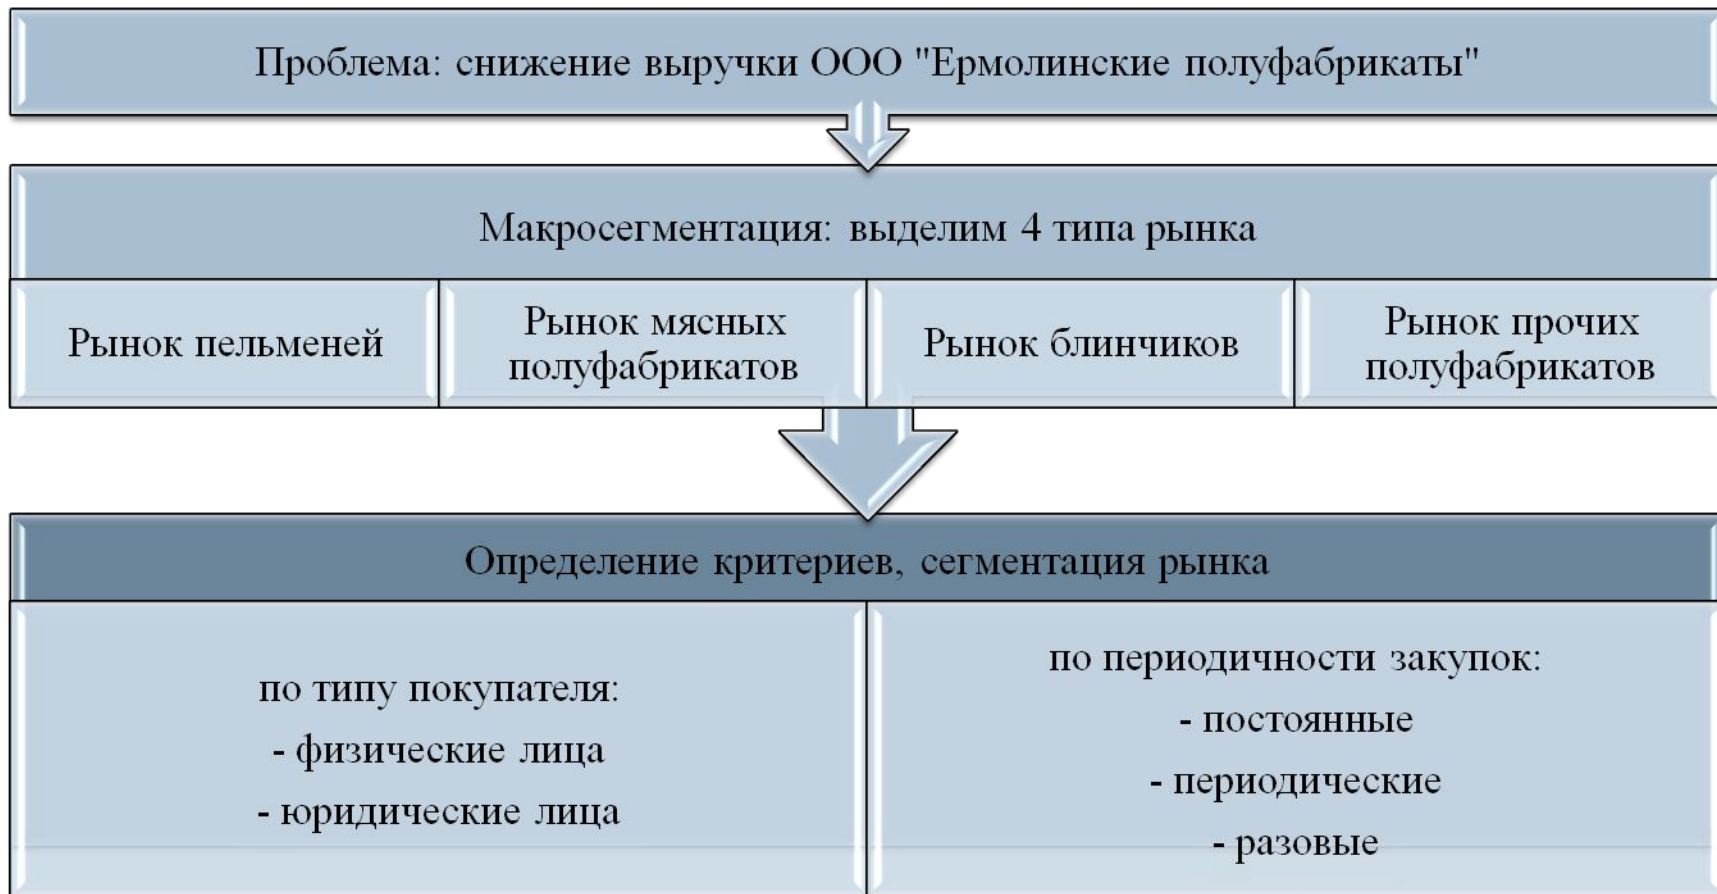 Проблема: снижение выручки ООО "Ермолинские полуфабрикаты"
Макросегментация: выделим 4 типа рынка
Рынок пельменей
Рынок мясных
полуфабрикатов
Рынок блинчиков
Рынок прочих
полуфабрикатов
Определение критериев, сегментация рынка
по типу покупателя:
- физические лица
- юридические лица
по периодичности закупок:
- постоянные
- периодические
- разовые